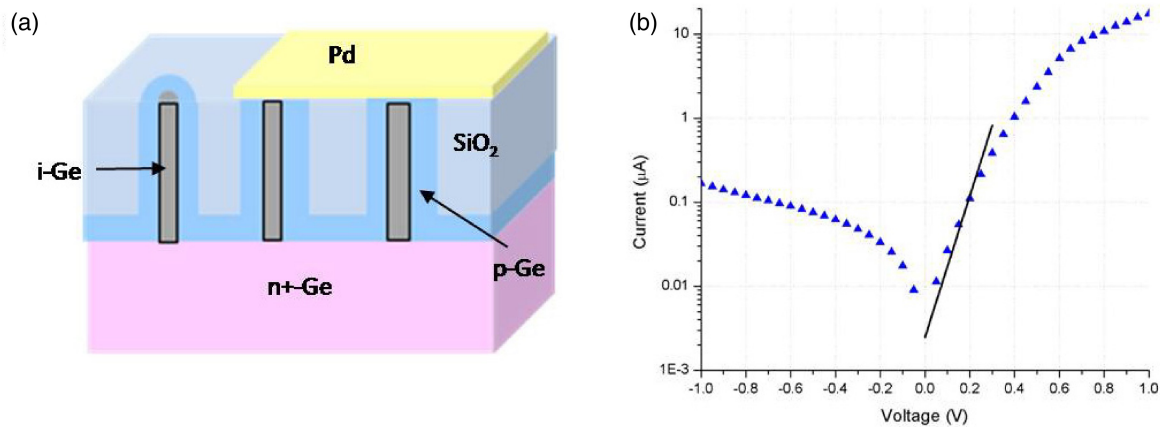 (a)
Pd
SiO2
i-Ge
p-Ge
n+-Ge
(b)
10
1
0.1
0.01
1E-3
Current (μA)
-1.0 -0.8 -0.6 -0.4 -0.2 0.0 0.2 0.4 0.6 0.8 1.0
Voltage (V)